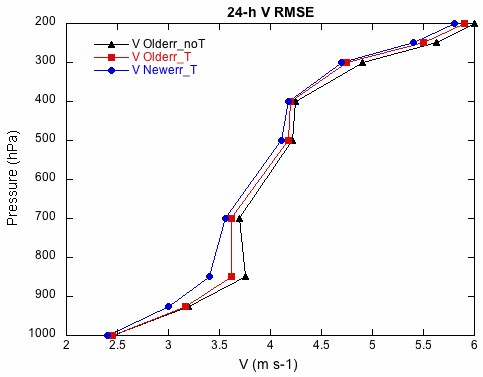 24-h V RMSE
V Olderr_noT
V Olderr_T
V Newerr_T
200
300
400
500
600
700
800
900
1000
Pressure (hPa)
2 2.5 3 3.5 4 4.5 5 5.5 6
V (m s-1)